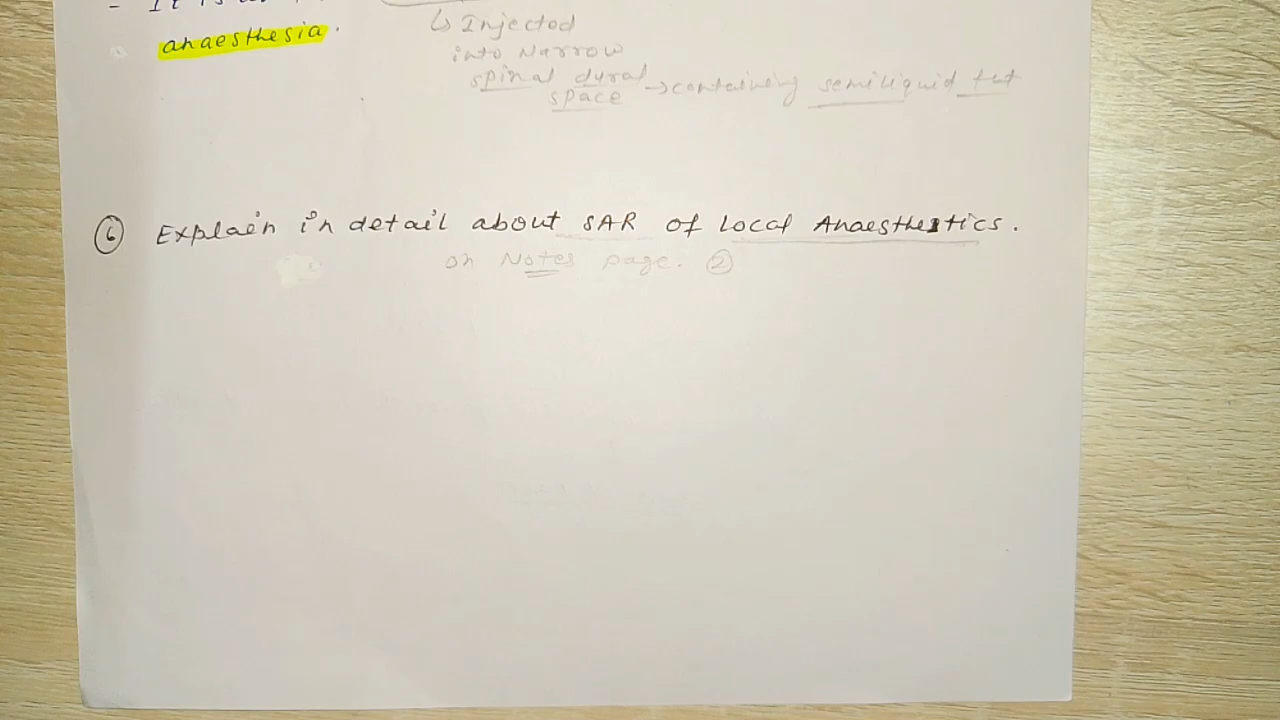 anaesthesia.
↳ Injected
into Narrow
spinal dural
space → containing semiliquid fat
⑥ Explain in detail about SAR of Local Anaesthestics.
on Notes page. ②